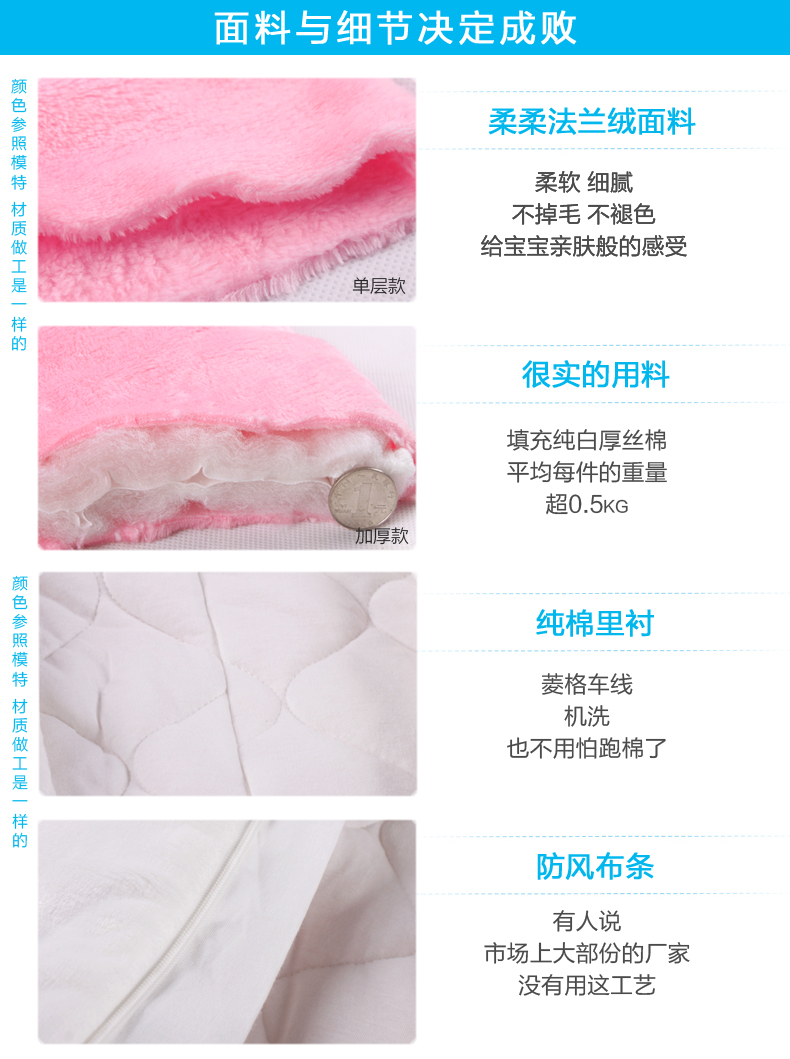 面料与细节决定成败
颜色参照模特 材质做工是一样的
单层款
柔柔法兰绒面料
柔软 细腻
不掉毛 不褪色
给宝宝亲肤般的感受
加厚款
很实的用料
填充纯白厚丝棉
平均每件的重量
超0.5KG
颜色参照模特 材质做工是一样的
纯棉里衬
菱格车线
机洗
也不用怕跑棉了
防风布条
有人说
市场上大部份的厂家
没有用这工艺